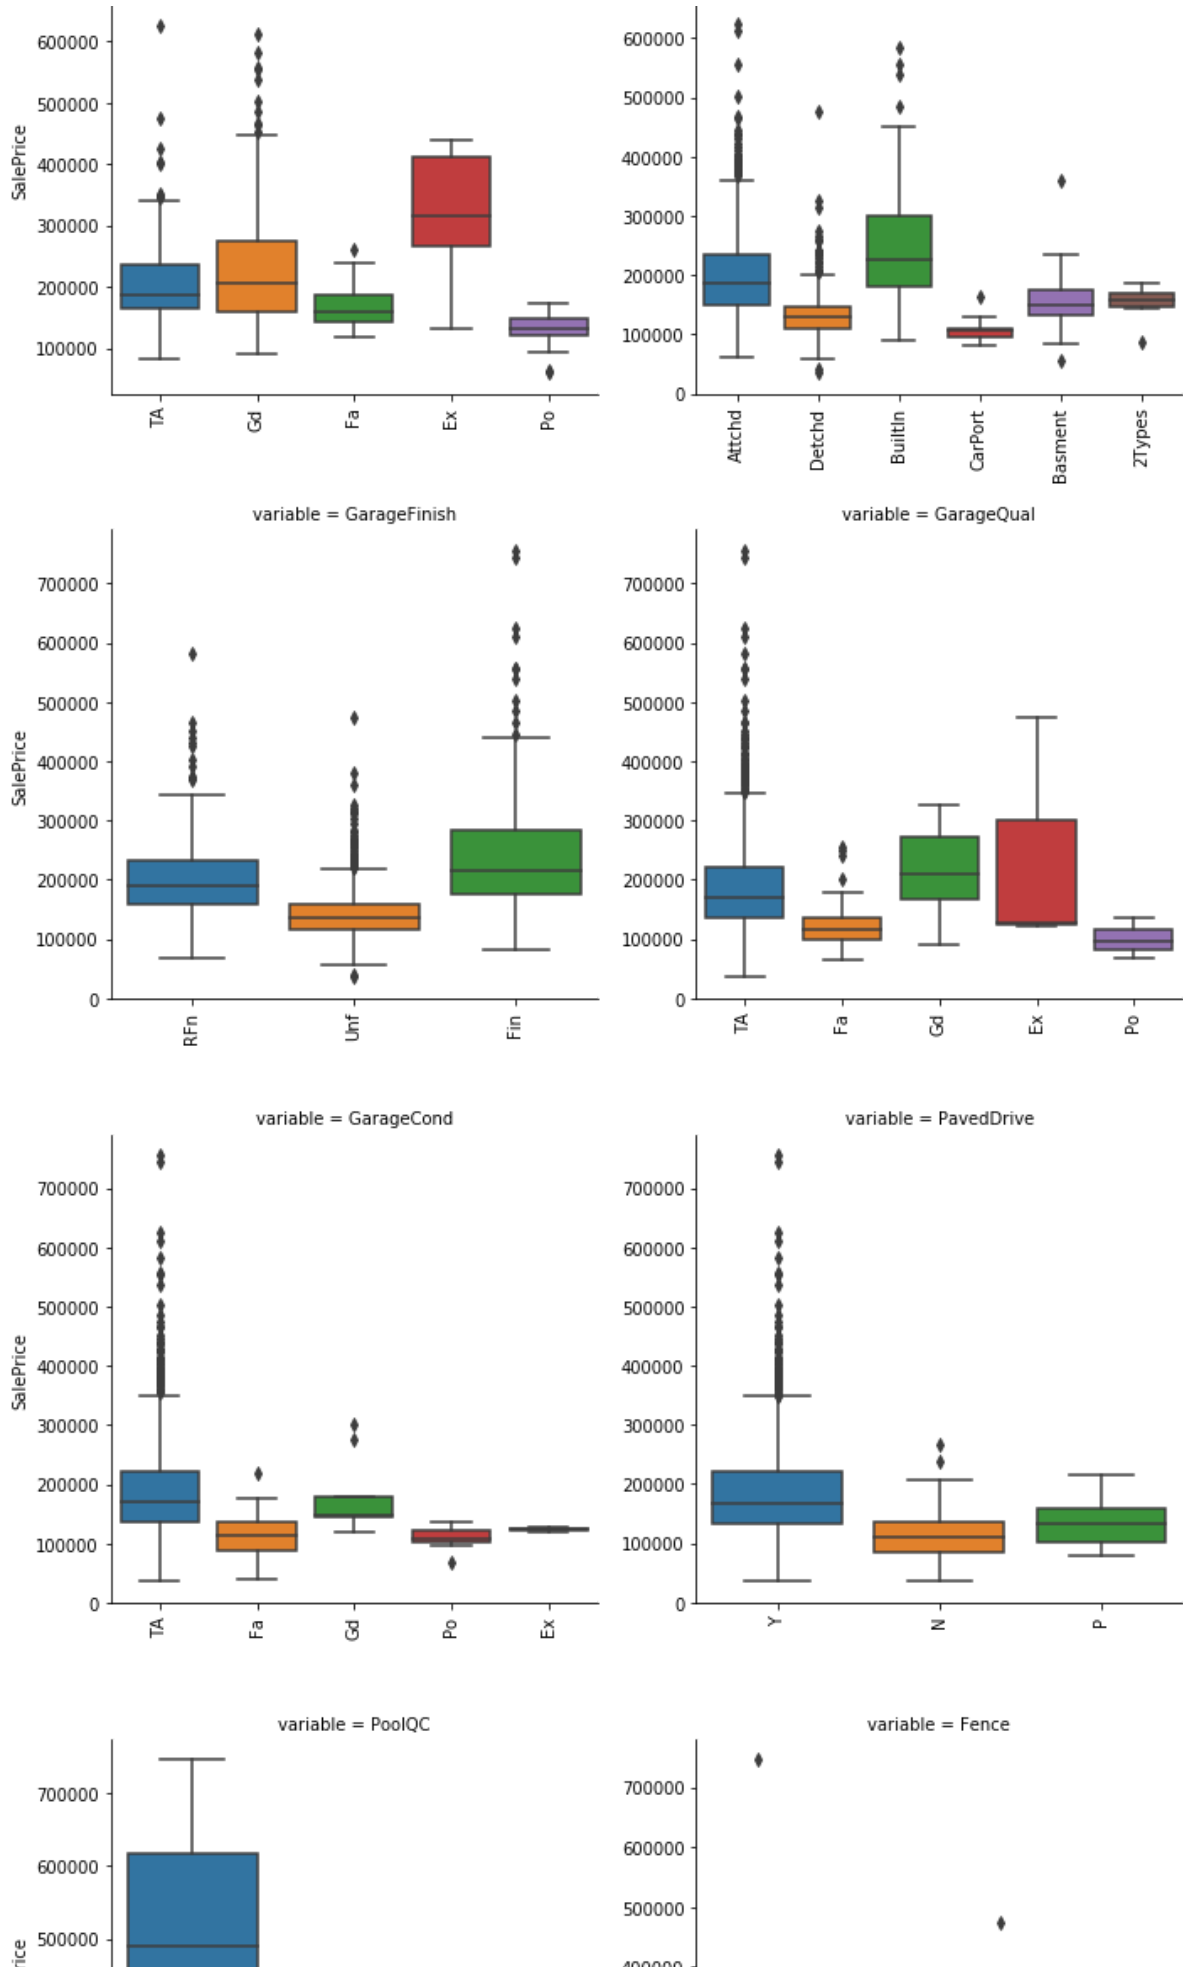 600000
500000
400000
300000
200000
100000
SalePrice
TA
Gd
Fa
Ex
Po
600000
500000
400000
300000
200000
100000
0
Attchd
Detchd
BuiltIn
CarPort
Basment
2Types
variable = GarageFinish
700000
600000
500000
400000
300000
200000
100000
0
SalePrice
RFn
Unf
Fin
variable = GarageQual
700000
600000
500000
400000
300000
200000
100000
0
TA
Fa
Gd
Ex
Po
variable = GarageCond
700000
600000
500000
400000
300000
200000
100000
0
SalePrice
TA
Fa
Gd
Po
Ex
variable = PavedDrive
700000
600000
500000
400000
300000
200000
100000
0
Y
N
P
variable = PoolQC
700000
600000
500000
rice
variable = Fence
700000
600000
500000
400000